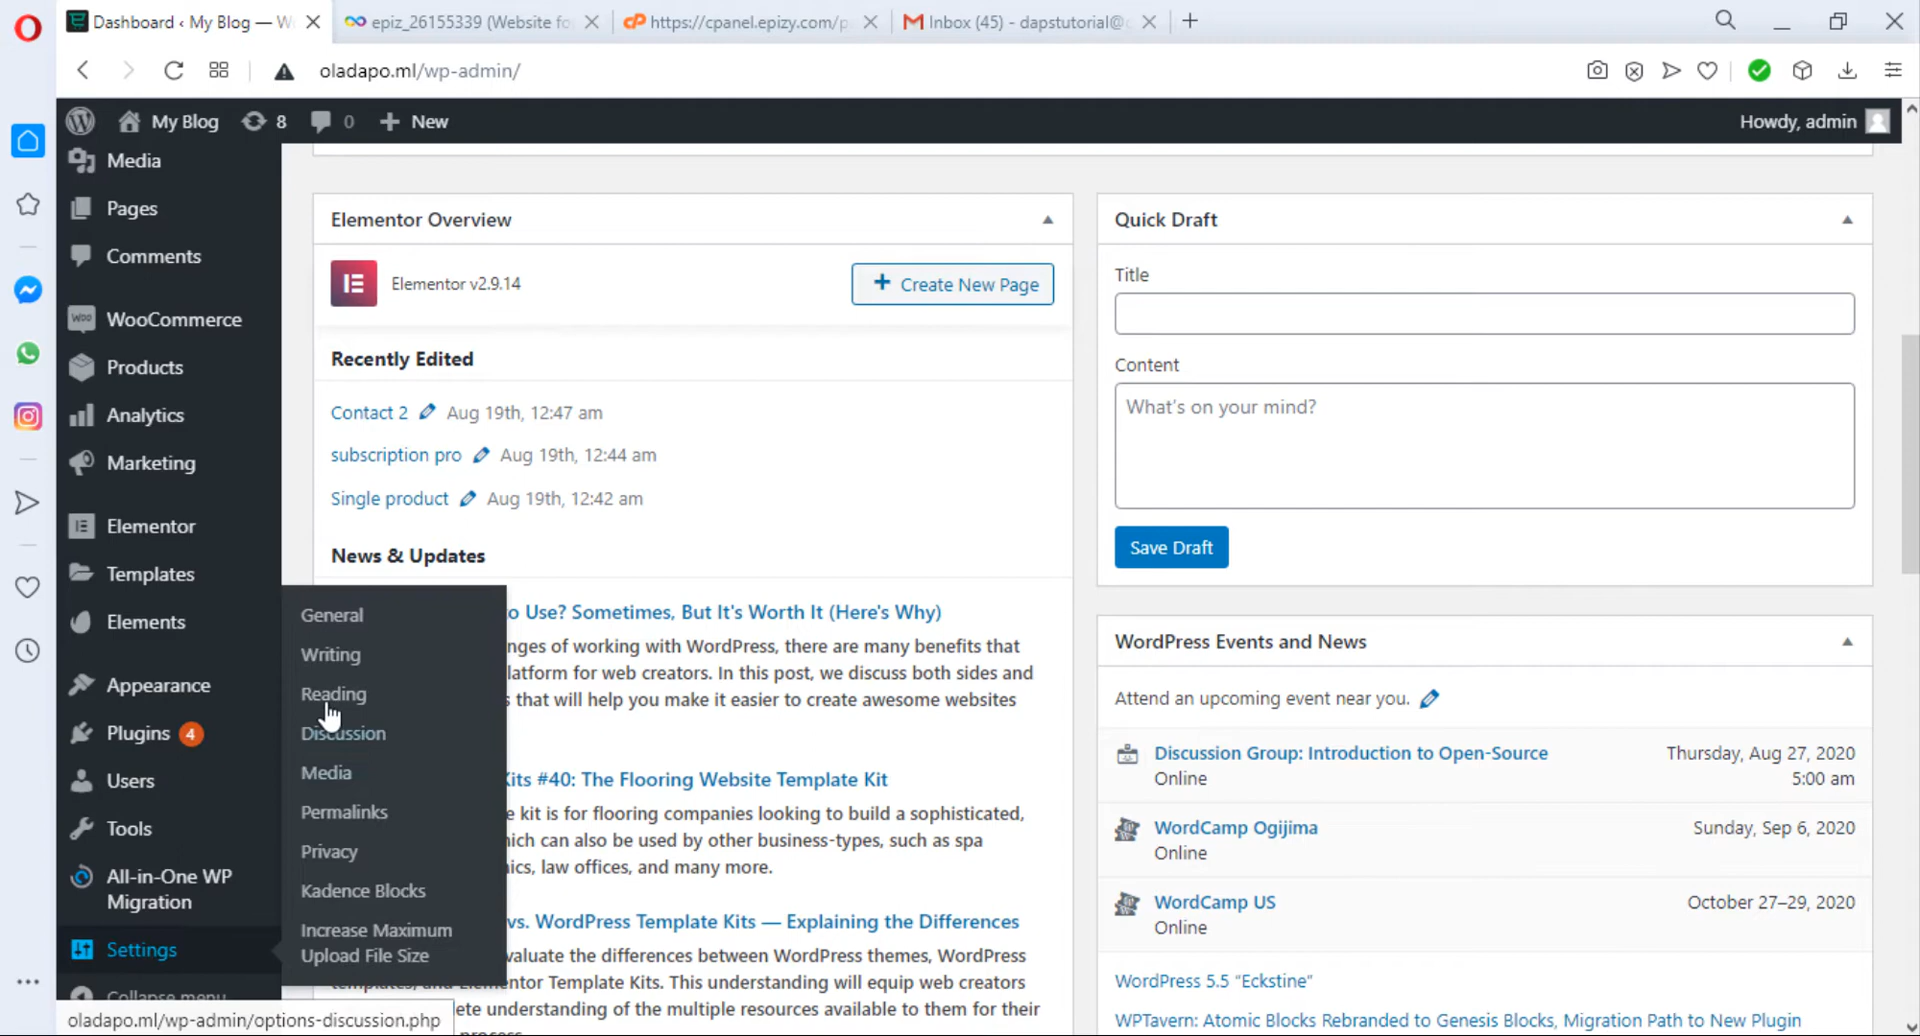 Dashboard ‹ My Blog — W
epiz_26155339 (Website fo
https://cpanel.epizy.com/p
Inbox (45) - dapstutorial@
oladapo.ml/wp-admin/
My Blog
8
0
New
Howdy, admin
Media
Pages
Comments
WooCommerce
Products
Analytics
Marketing
Elementor
Templates
Elements
Appearance
Plugins 4
Users
Tools
All-in-One WP
Migration
Settings
Collapse menu
General
Writing
Reading
Discussion
Media
Permalinks
Privacy
Kadence Blocks
Increase Maximum
Upload File Size
Elementor Overview
Elementor v2.9.14
Create New Page
Recently Edited
Contact 2 Aug 19th, 12:47 am
subscription pro Aug 19th, 12:44 am
Single product Aug 19th, 12:42 am
News & Updates
o Use? Sometimes, But It's Worth It (Here's Why)
nges of working with WordPress, there are many benefits that
latform for web creators. In this post, we discuss both sides and
s that will help you make it easier to create awesome websites
Kits #40: The Flooring Website Template Kit
e kit is for flooring companies looking to build a sophisticated,
hich can also be used by other business-types, such as spa
nics, law offices, and many more.
vs. WordPress Template Kits — Explaining the Differences
valuate the differences between WordPress themes, WordPress
templates, and Elementor Template Kits. This understanding will equip web creators
lete understanding of the multiple resources available to them for their
process.
Quick Draft
Title
Content
What's on your mind?
Save Draft
WordPress Events and News
Attend an upcoming event near you.
Discussion Group: Introduction to Open-Source
Online
Thursday, Aug 27, 2020
5:00 am
WordCamp Ogijima
Online
Sunday, Sep 6, 2020
WordCamp US
Online
October 27–29, 2020
WordPress 5.5 “Eckstine”
WPTavern: Atomic Blocks Rebranded to Genesis Blocks, Migration Path to New Plugin
oladapo.ml/wp-admin/options-discussion.php